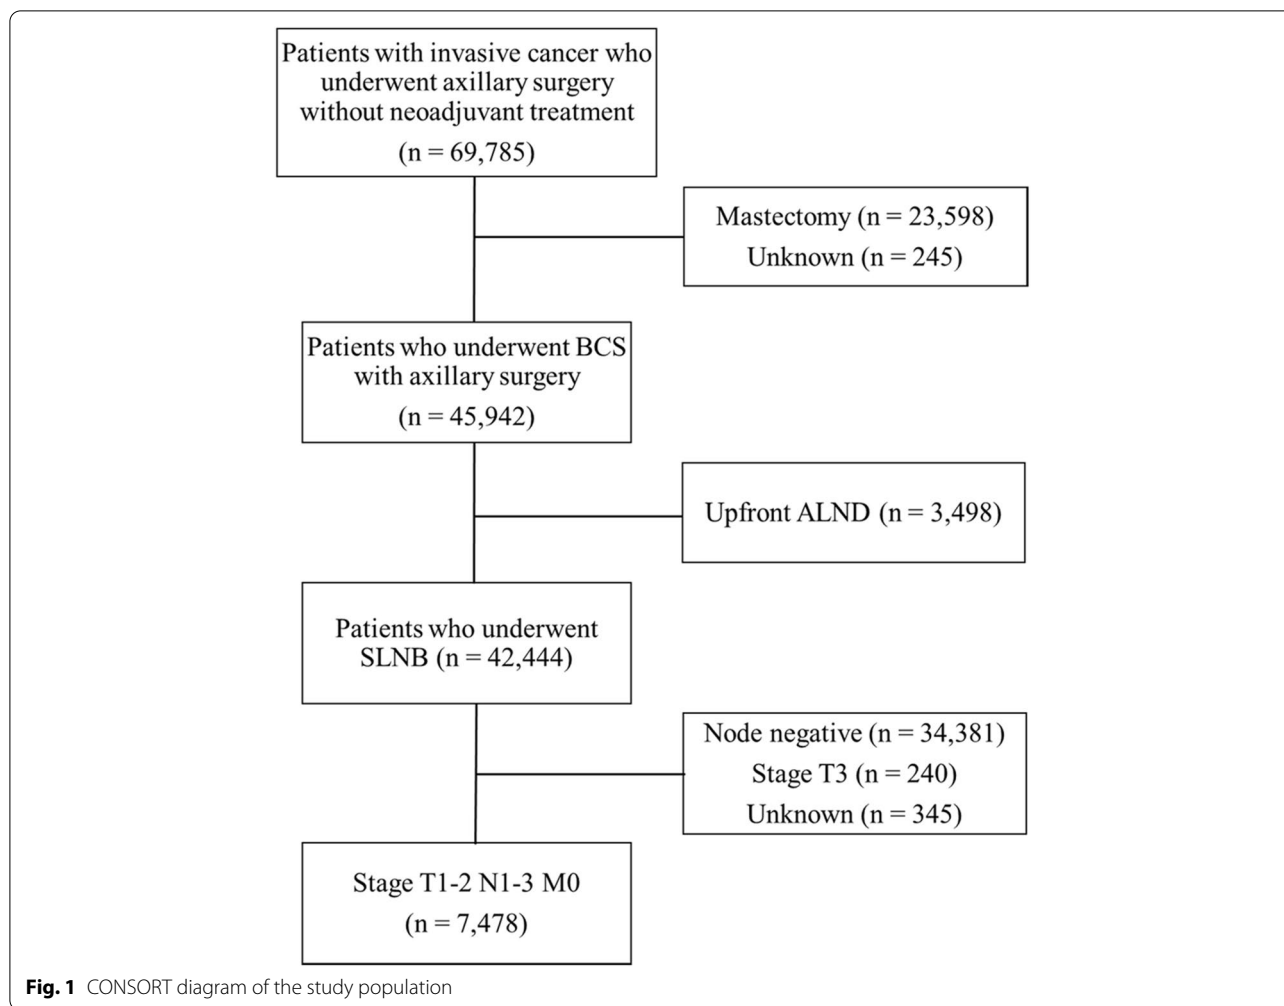 Patients with invasive cancer who
underwent axillary surgery
without neoadjuvant treatment
(n = 69,785)
Mastectomy (n = 23,598)
Unknown (n = 245)
Patients who underwent BCS
with axillary surgery
(n = 45,942)
Upfront ALND (n = 3,498)
Patients who underwent
SLNB (n = 42,444)
Node negative (n = 34,381)
Stage T3 (n = 240)
Unknown (n = 345)
Stage T1-2 N1-3 M0
(n = 7,478)
Fig. 1 CONSORT diagram of the study population